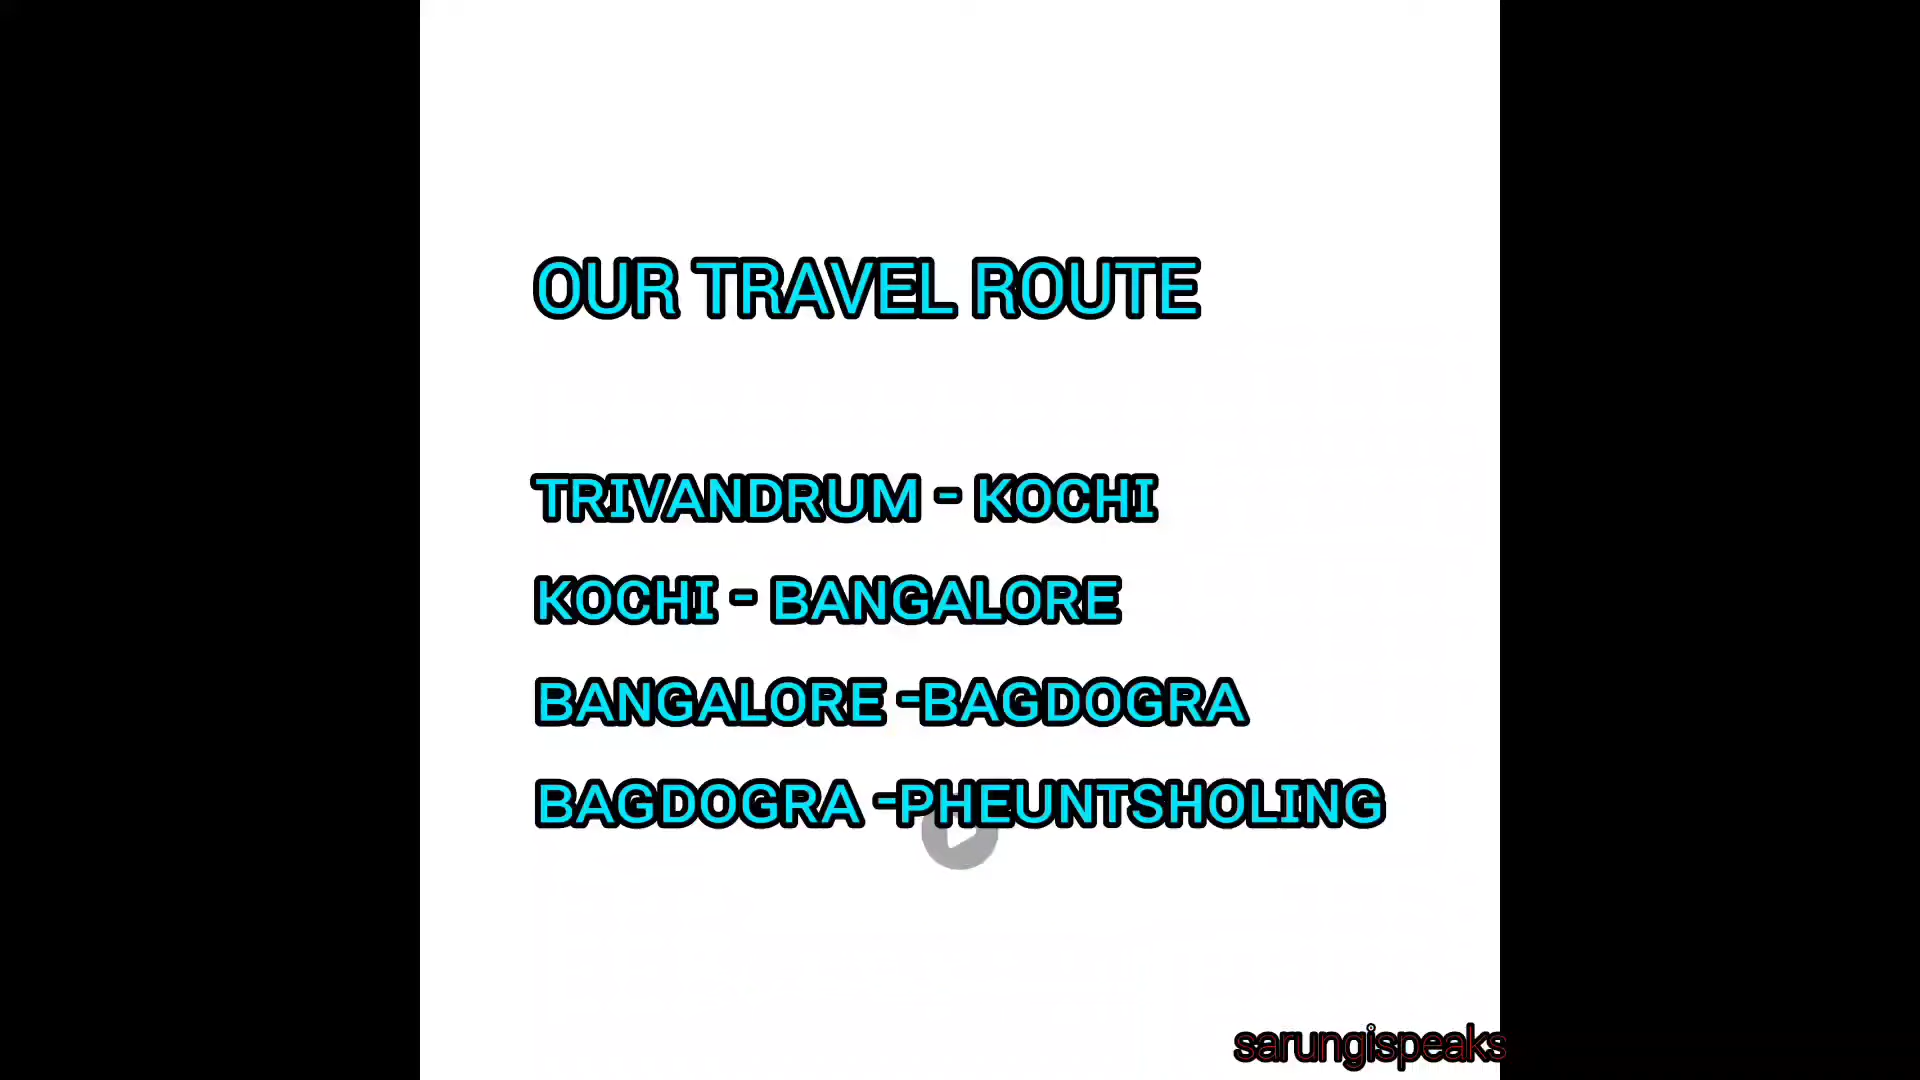 OUR TRAVEL ROUTE
TRIVANDRUM - KOCHI
KOCHI - BANGALORE
BANGALORE -BAGDOGRA
BAGDOGRA -PHEUNTSHOLING
sarungispeaks